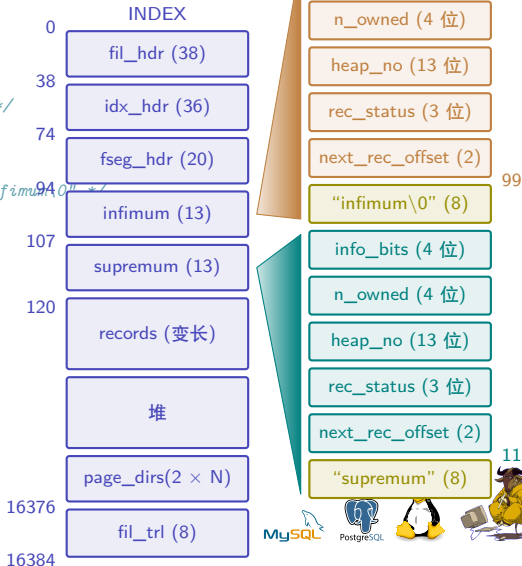 INDEX
0
fil_hdr (38)
38
idx_hdr (36)
74
fseg_hdr (20)
94
infimum (13)
107
supremum (13)
120
records (变长)
堆
page_dirs(2 × N)
16376
fil_trl (8)
16384
*/
fimum\0" */
n_owned (4 位)
heap_no (13 位)
rec_status (3 位)
next_rec_offset (2)
99
“infimum\0” (8)
info_bits (4 位)
n_owned (4 位)
heap_no (13 位)
rec_status (3 位)
next_rec_offset (2)
11
“supremum” (8)
MySQL
PostgreSQL